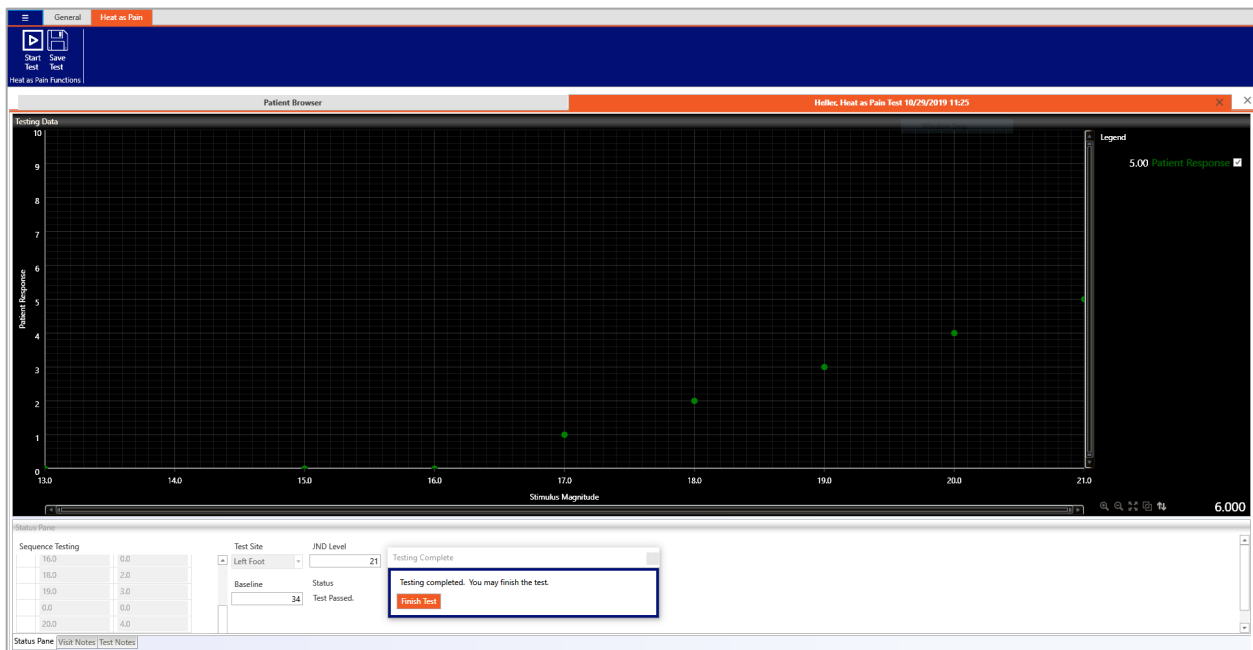 ☰ General Heat as Pain
Start Test Save Test
Heat as Pain Functions
Patient Browser Heller, Heat as Pain Test 10/29/2019 11:25
Testing Data
Legend
5.00 Patient Response
Patient Response
10
9
8
7
6
5
4
3
2
1
0
13.0 14.0 15.0 16.0 17.0 18.0 19.0 20.0 21.0
Stimulus Magnitude
6.000
Status Pane
Sequence Testing
16.0 0.0
18.0 2.0
19.0 3.0
0.0 0.0
20.0 4.0
Test Site JND Level
Left Foot 21
Baseline Status
34 Test Passed.
Testing Complete
Testing completed. You may finish the test.
Finish Test
Status Pane Visit Notes Test Notes